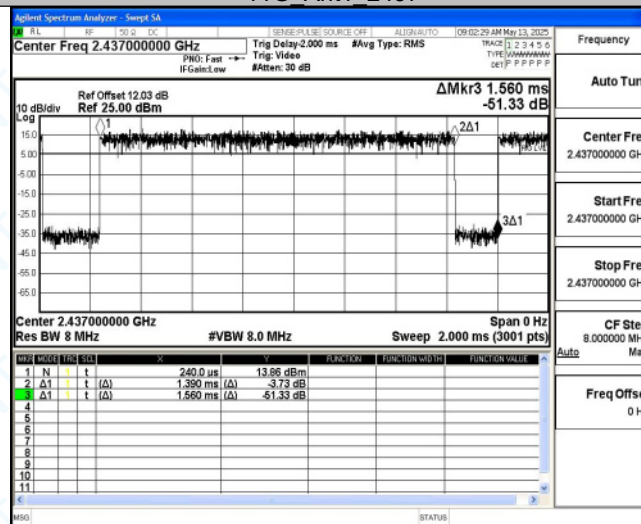 Agilent Spectrum Analyzer - Swept SA
RL RF 50 Ω DC SENSE:PULSE SOURCE OFF ALIGNAUTO 09:02:29 AM May 13, 2025
Center Freq 2.437000000 GHz
PNO: Fast
IFGain:Low
Trig Delay-2.000 ms
Trig: Video
#Atten: 30 dB
#Avg Type: RMS
TRACE 1 2 3 4 5 6
TYPE
DET P P P P P P
Frequency
Ref Offset 12.03 dB
Ref 25.00 dBm
10 dB/div
Log
ΔMkr3 1.560 ms
-51.33 dB
Auto Tun
15.0
5.00
-5.00
-15.0
-25.0
-35.0
-45.0
-55.0
-65.0
1
2Δ1
3Δ1
Center Fre
2.437000000 GH
Start Fre
2.437000000 GH
Stop Fre
2.437000000 GH
CF Ste
8.000000 MH
Auto Ma
Freq Offse
0 H
Center 2.437000000 GHz
Span 0 Hz
Res BW 8 MHz
#VBW 8.0 MHz
Sweep 2.000 ms (3001 pts)
MKR MODE TRC SCL X Y FUNCTION FUNCTION WIDTH FUNCTION VALUE
1 N 1 t 240.0 µs 13.86 dBm
2 Δ1 1 t (Δ) 1.390 ms (Δ) -3.73 dB
3 Δ1 1 t (Δ) 1.560 ms (Δ) -51.33 dB
4
5
6
7
8
9
10
11
MSG STATUS